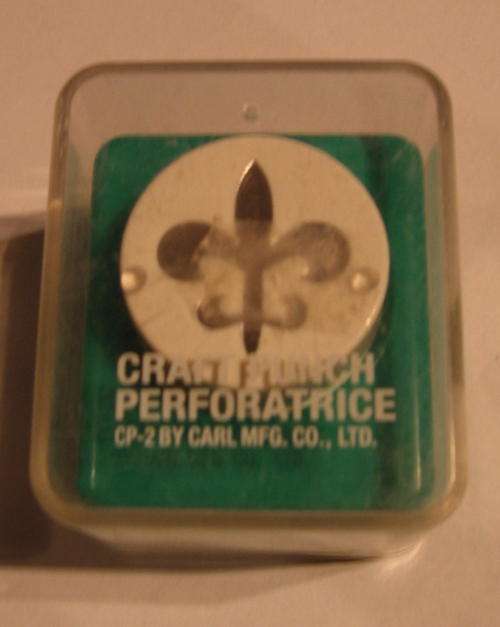 CRAFT PUNCH
PERFORATRICE
CP-2 BY CARL MFG. CO., LTD.